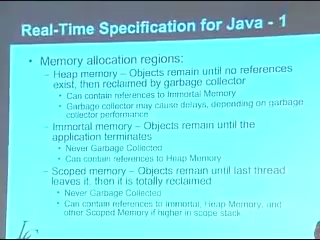 Real-Time Specification for Java - 1
• Memory allocation regions:
– Heap memory – Objects remain until no references
exist, then reclaimed by garbage collector
• Can contain references to Immortal Memory
• Garbage collector may cause delays, depending on garbage
collector performance
– Immortal memory – Objects remain until the
application terminates
• Never Garbage Collected
• Can contain references to Heap Memory
– Scoped memory – Objects remain until last thread
leaves it, then it is totally reclaimed
• Never Garbage Collected
• Can contain references to Immortal, Heap Memory, and
other Scoped Memory if higher in scope stack